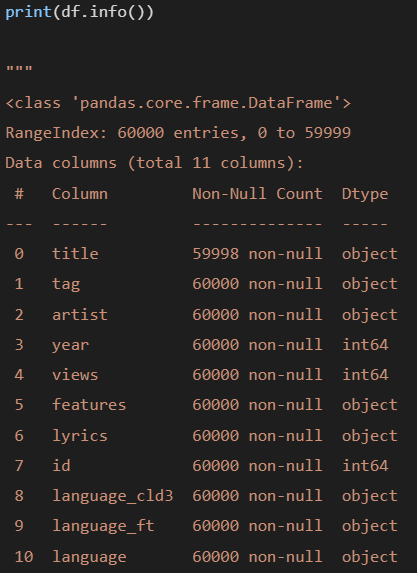 print(df.info())
"""
<class 'pandas.core.frame.DataFrame'>
RangeIndex: 60000 entries, 0 to 59999
Data columns (total 11 columns):
 #   Column         Non-Null Count  Dtype
---  ------         --------------  -----
 0   title          59998 non-null  object
 1   tag            60000 non-null  object
 2   artist         60000 non-null  object
 3   year           60000 non-null  int64
 4   views          60000 non-null  int64
 5   features       60000 non-null  object
 6   lyrics         60000 non-null  object
 7   id             60000 non-null  int64
 8   language_cld3  60000 non-null  object
 9   language_ft    60000 non-null  object
 10  language       60000 non-null  object